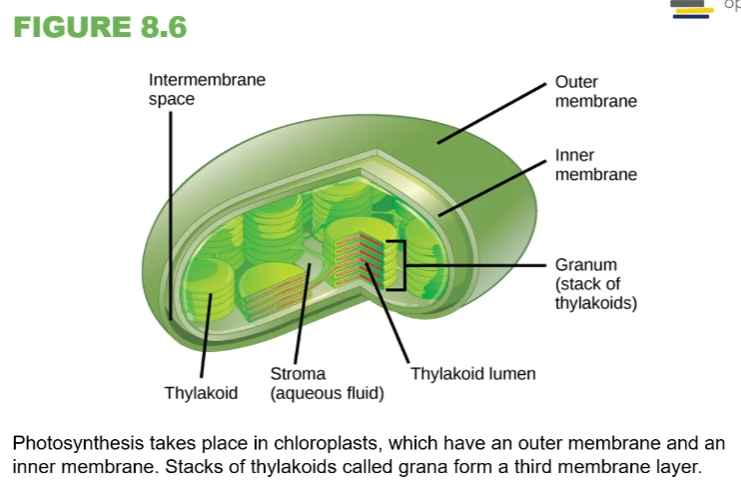 FIGURE 8.6
op
Intermembrane
space
Outer
membrane
Inner
membrane
Granum
(stack of
thylakoids)
Thylakoid
Stroma
(aqueous fluid)
Thylakoid lumen
Photosynthesis takes place in chloroplasts, which have an outer membrane and an
inner membrane. Stacks of thylakoids called grana form a third membrane layer.